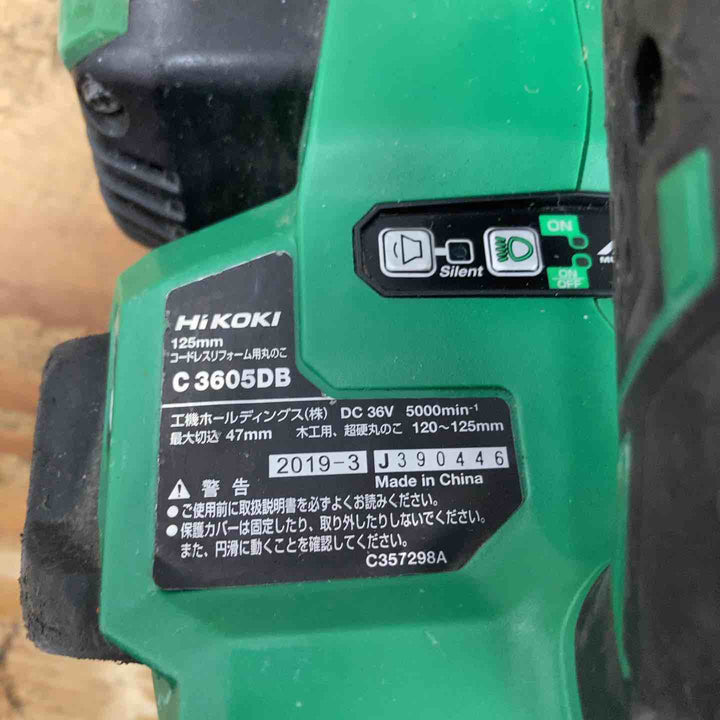 HiKOKI
125mm
コードレスリフォーム用丸のこ
C 3605DB
工機ホールディングス(株) DC 36V 5000min-1
最大切込 47mm 木工用、超硬丸のこ 120～125mm
2019-3 J390446
Made in China
警告
●ご使用前に取扱説明書を必ずよくお読みください。
●保護カバーは固定したり、取り外したりしないでください。
また、円滑に動くことを確認してください。
C357298A
Silent
ON
ON/OFF